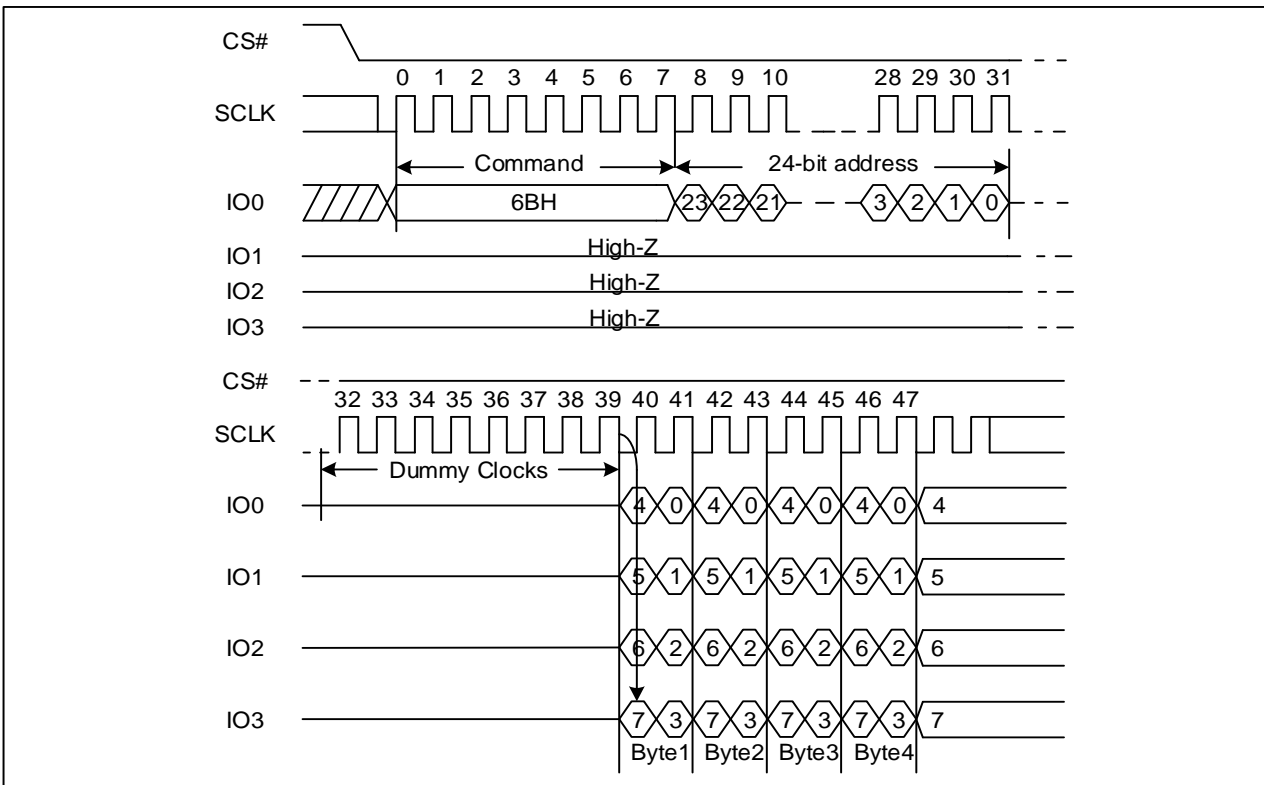 CS#
0 1 2 3 4 5 6 7 8 9 10 28 29 30 31
SCLK
Command 24-bit address
IO0 6BH 23 22 21 3 2 1 0
IO1 High-Z
IO2 High-Z
IO3 High-Z
CS#
32 33 34 35 36 37 38 39 40 41 42 43 44 45 46 47
SCLK
Dummy Clocks
IO0 4 0 4 0 4 0 4 0 4
IO1 5 1 5 1 5 1 5 1 5
IO2 6 2 6 2 6 2 6 2 6
IO3 7 3 7 3 7 3 7 3 7
Byte1 Byte2 Byte3 Byte4